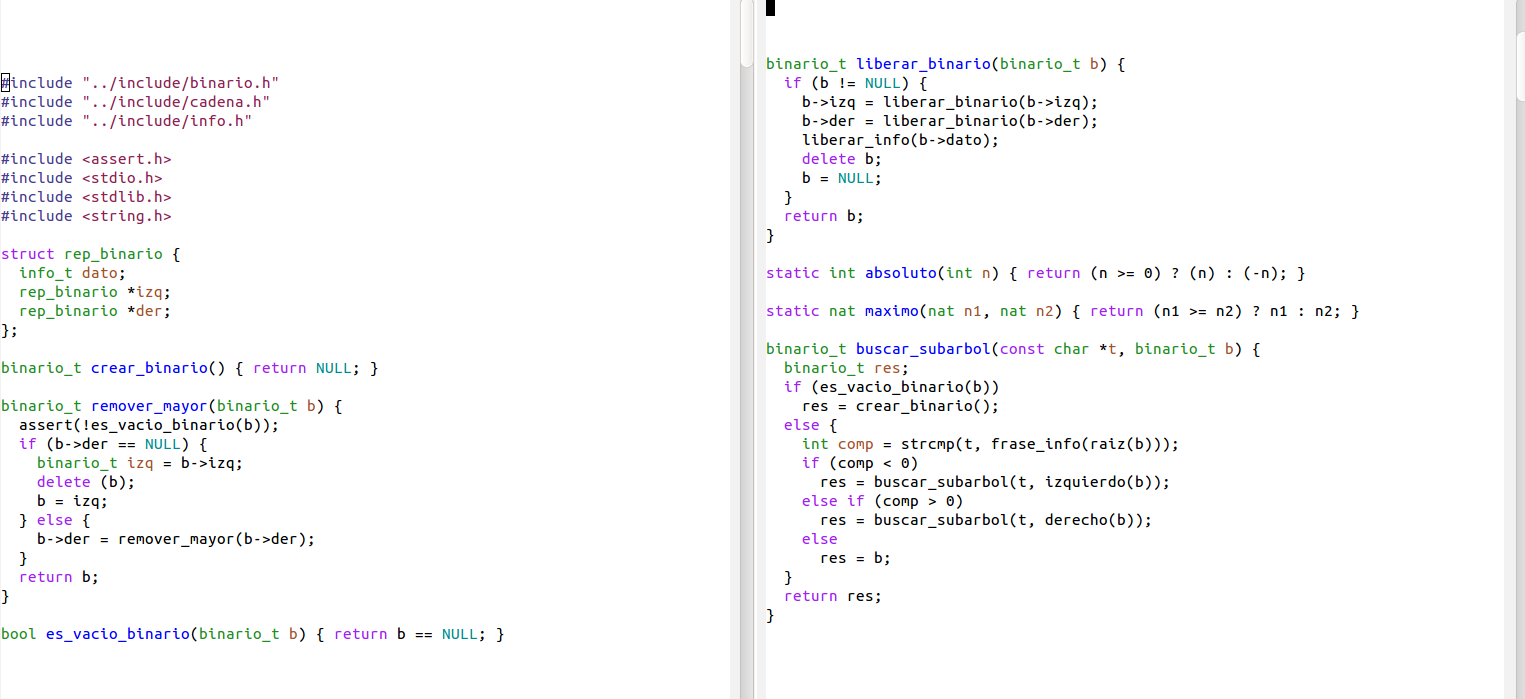 #include "../include/binario.h"
#include "../include/cadena.h"
#include "../include/info.h"

#include <assert.h>
#include <stdio.h>
#include <stdlib.h>
#include <string.h>

struct rep_binario {
  info_t dato;
  rep_binario *izq;
  rep_binario *der;
};

binario_t crear_binario() { return NULL; }

binario_t remover_mayor(binario_t b) {
  assert(!es_vacio_binario(b));
  if (b->der == NULL) {
    binario_t izq = b->izq;
    delete (b);
    b = izq;
  } else {
    b->der = remover_mayor(b->der);
  }
  return b;
}

bool es_vacio_binario(binario_t b) { return b == NULL; }

binario_t liberar_binario(binario_t b) {
  if (b != NULL) {
    b->izq = liberar_binario(b->izq);
    b->der = liberar_binario(b->der);
    liberar_info(b->dato);
    delete b;
    b = NULL;
  }
  return b;
}

static int absoluto(int n) { return (n >= 0) ? (n) : (-n); }

static nat maximo(nat n1, nat n2) { return (n1 >= n2) ? n1 : n2; }

binario_t buscar_subarbol(const char *t, binario_t b) {
  binario_t res;
  if (es_vacio_binario(b))
    res = crear_binario();
  else {
    int comp = strcmp(t, frase_info(raiz(b)));
    if (comp < 0)
      res = buscar_subarbol(t, izquierdo(b));
    else if (comp > 0)
      res = buscar_subarbol(t, derecho(b));
    else
      res = b;
  }
  return res;
}